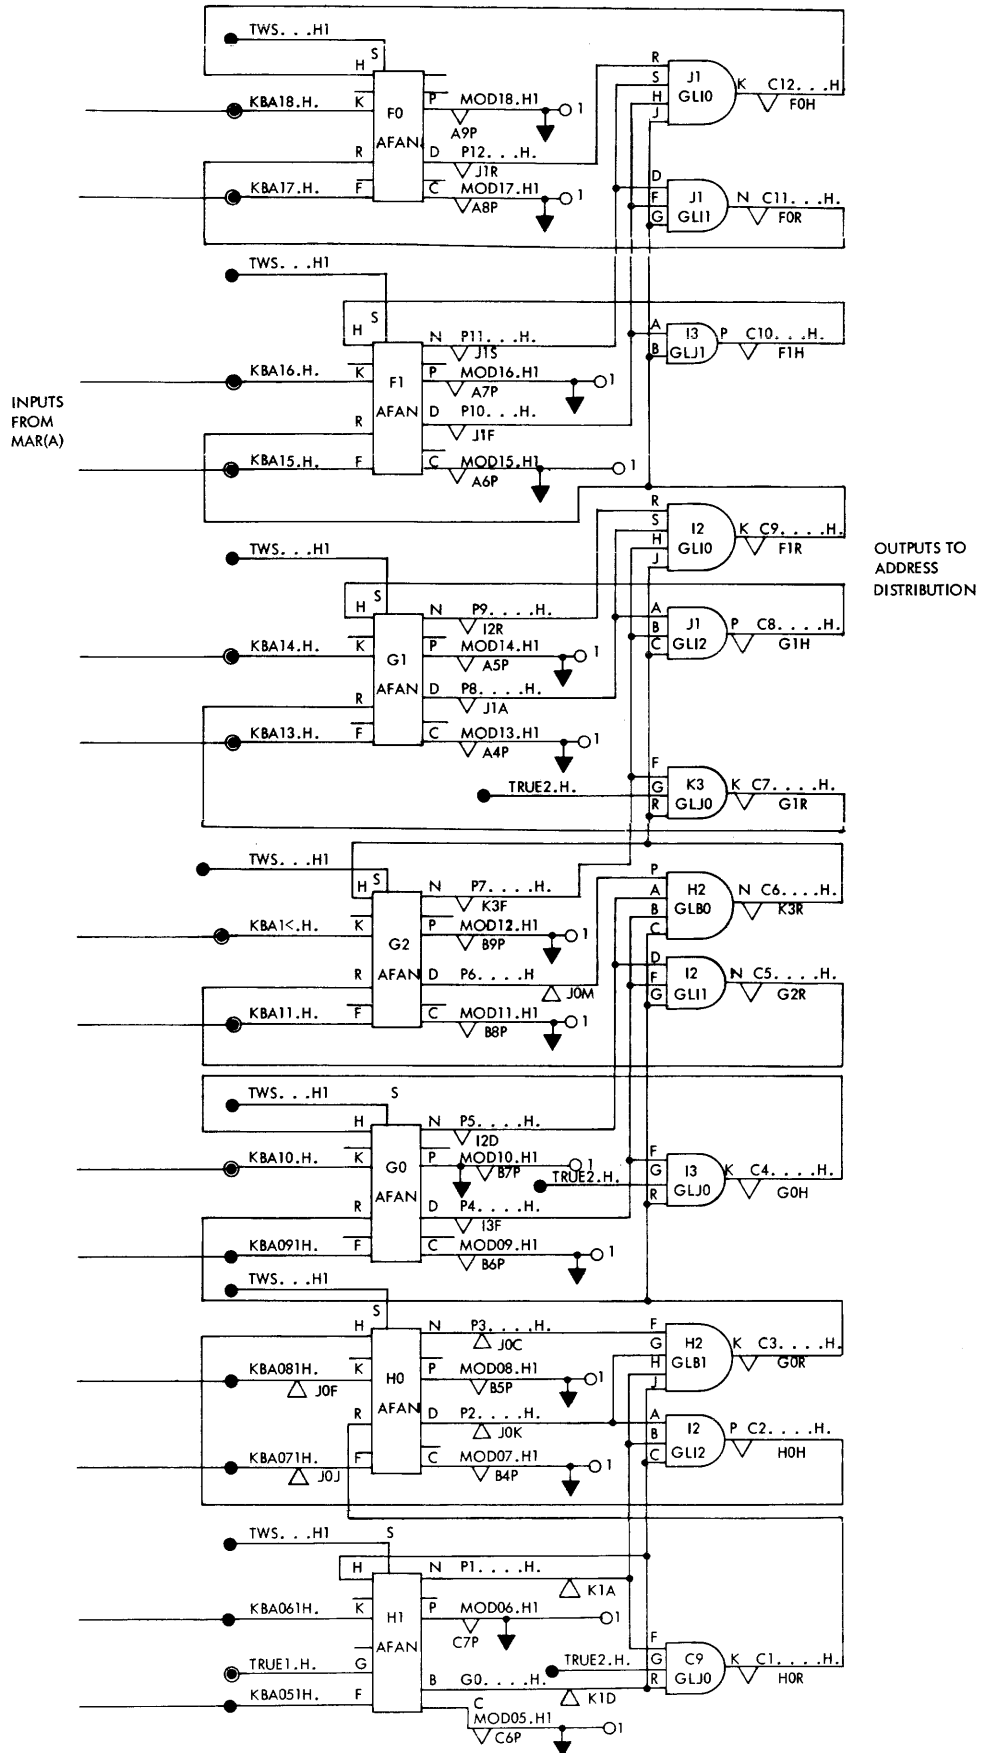 TWS. . .H1
S
H
KBA18.H.
K
F0
AFAN
P
MOD18.H1
1
A9P
R
D
P12. . .H.
J1R
KBA17.H.
F
C
MOD17.H1
1
A8P
R
S
H
J
J1
GLI0
K
C12. . .H
F0H
D
F
G
J1
GLI1
N
C11. . .H.
F0R
TWS. . .H1
H
S
N
P11. . .H.
J1S
KBA16.H.
K
F1
AFAN
P
MOD16.H1
1
A7P
R
D
P10. . .H.
J1F
KBA15.H.
F
C
MOD15.H1
1
A6P
A
B
I3
GLJ1
P
C10. . .H
F1H
INPUTS
FROM
MAR(A)
R
S
H
J
I2
GLI0
K
C9. . . .H.
F1R
OUTPUTS TO
ADDRESS
DISTRIBUTION
TWS. . .H1
H
S
N
P9. . . .H.
I2R
KBA14.H.
K
G1
AFAN
P
MOD14.H1
1
A5P
R
D
P8. . . .H.
J1A
KBA13.H.
F
C
MOD13.H1
1
A4P
A
B
C
J1
GLI2
P
C8. . . .H.
G1H
TRUE2.H.
F
G
R
K3
GLJ0
K
C7. . . .H.
G1R
TWS. . .H1
H
S
N
P7. . . .H.
K3F
KBA1<.H.
K
G2
AFAN
P
MOD12.H1
1
B9P
R
D
P6. . . .H
J0M
KBA11.H.
F
C
MOD11.H1
1
B8P
P
A
B
C
H2
GLB0
N
C6. . . .H.
K3R
D
F
G
I2
GLI1
N
C5. . . .H.
G2R
TWS. . .H1
S
H
N
P5. . . .H.
I2D
KBA10.H.
K
G0
AFAN
P
MOD10.H1
1
B7P
TRUE2.H.
R
D
P4. . . .H.
I3F
KBA091H.
F
C
MOD09.H1
1
B6P
F
G
R
I3
GLJ0
K
C4. . . .H.
G0H
TWS. . .H1
S
H
N
P3. . . .H.
J0C
KBA081H.
J0F
K
H0
AFAN
P
MOD08.H1
1
B5P
R
D
P2. . . .H.
J0K
KBA071H.
J0J
F
C
MOD07.H1
1
B4P
F
G
H
J
H2
GLB1
K
C3. . . .H.
G0R
A
B
C
I2
GLI2
P
C2. . . .H.
H0H
TWS. . .H1
S
H
N
P1. . . .H.
K1A
KBA061H.
K
H1
AFAN
P
MOD06.H1
1
C7P
TRUE1.H.
G
B
G0. . . .H.
K1D
KBA051H.
F
C
MOD05.H1
1
C6P
TRUE2.H.
F
G
R
C9
GLJ0
K
C1. . . .H.
H0R